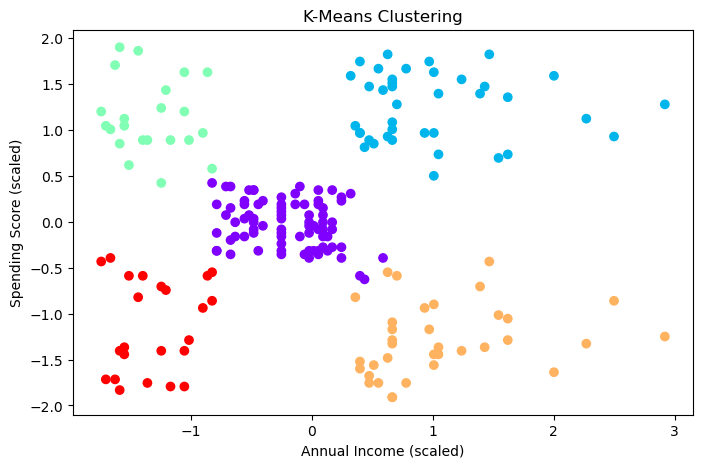 K-Means Clustering
Spending Score (scaled)
2.0
1.5
1.0
0.5
0.0
−0.5
−1.0
−1.5
−2.0
−1 0 1 2 3
Annual Income (scaled)